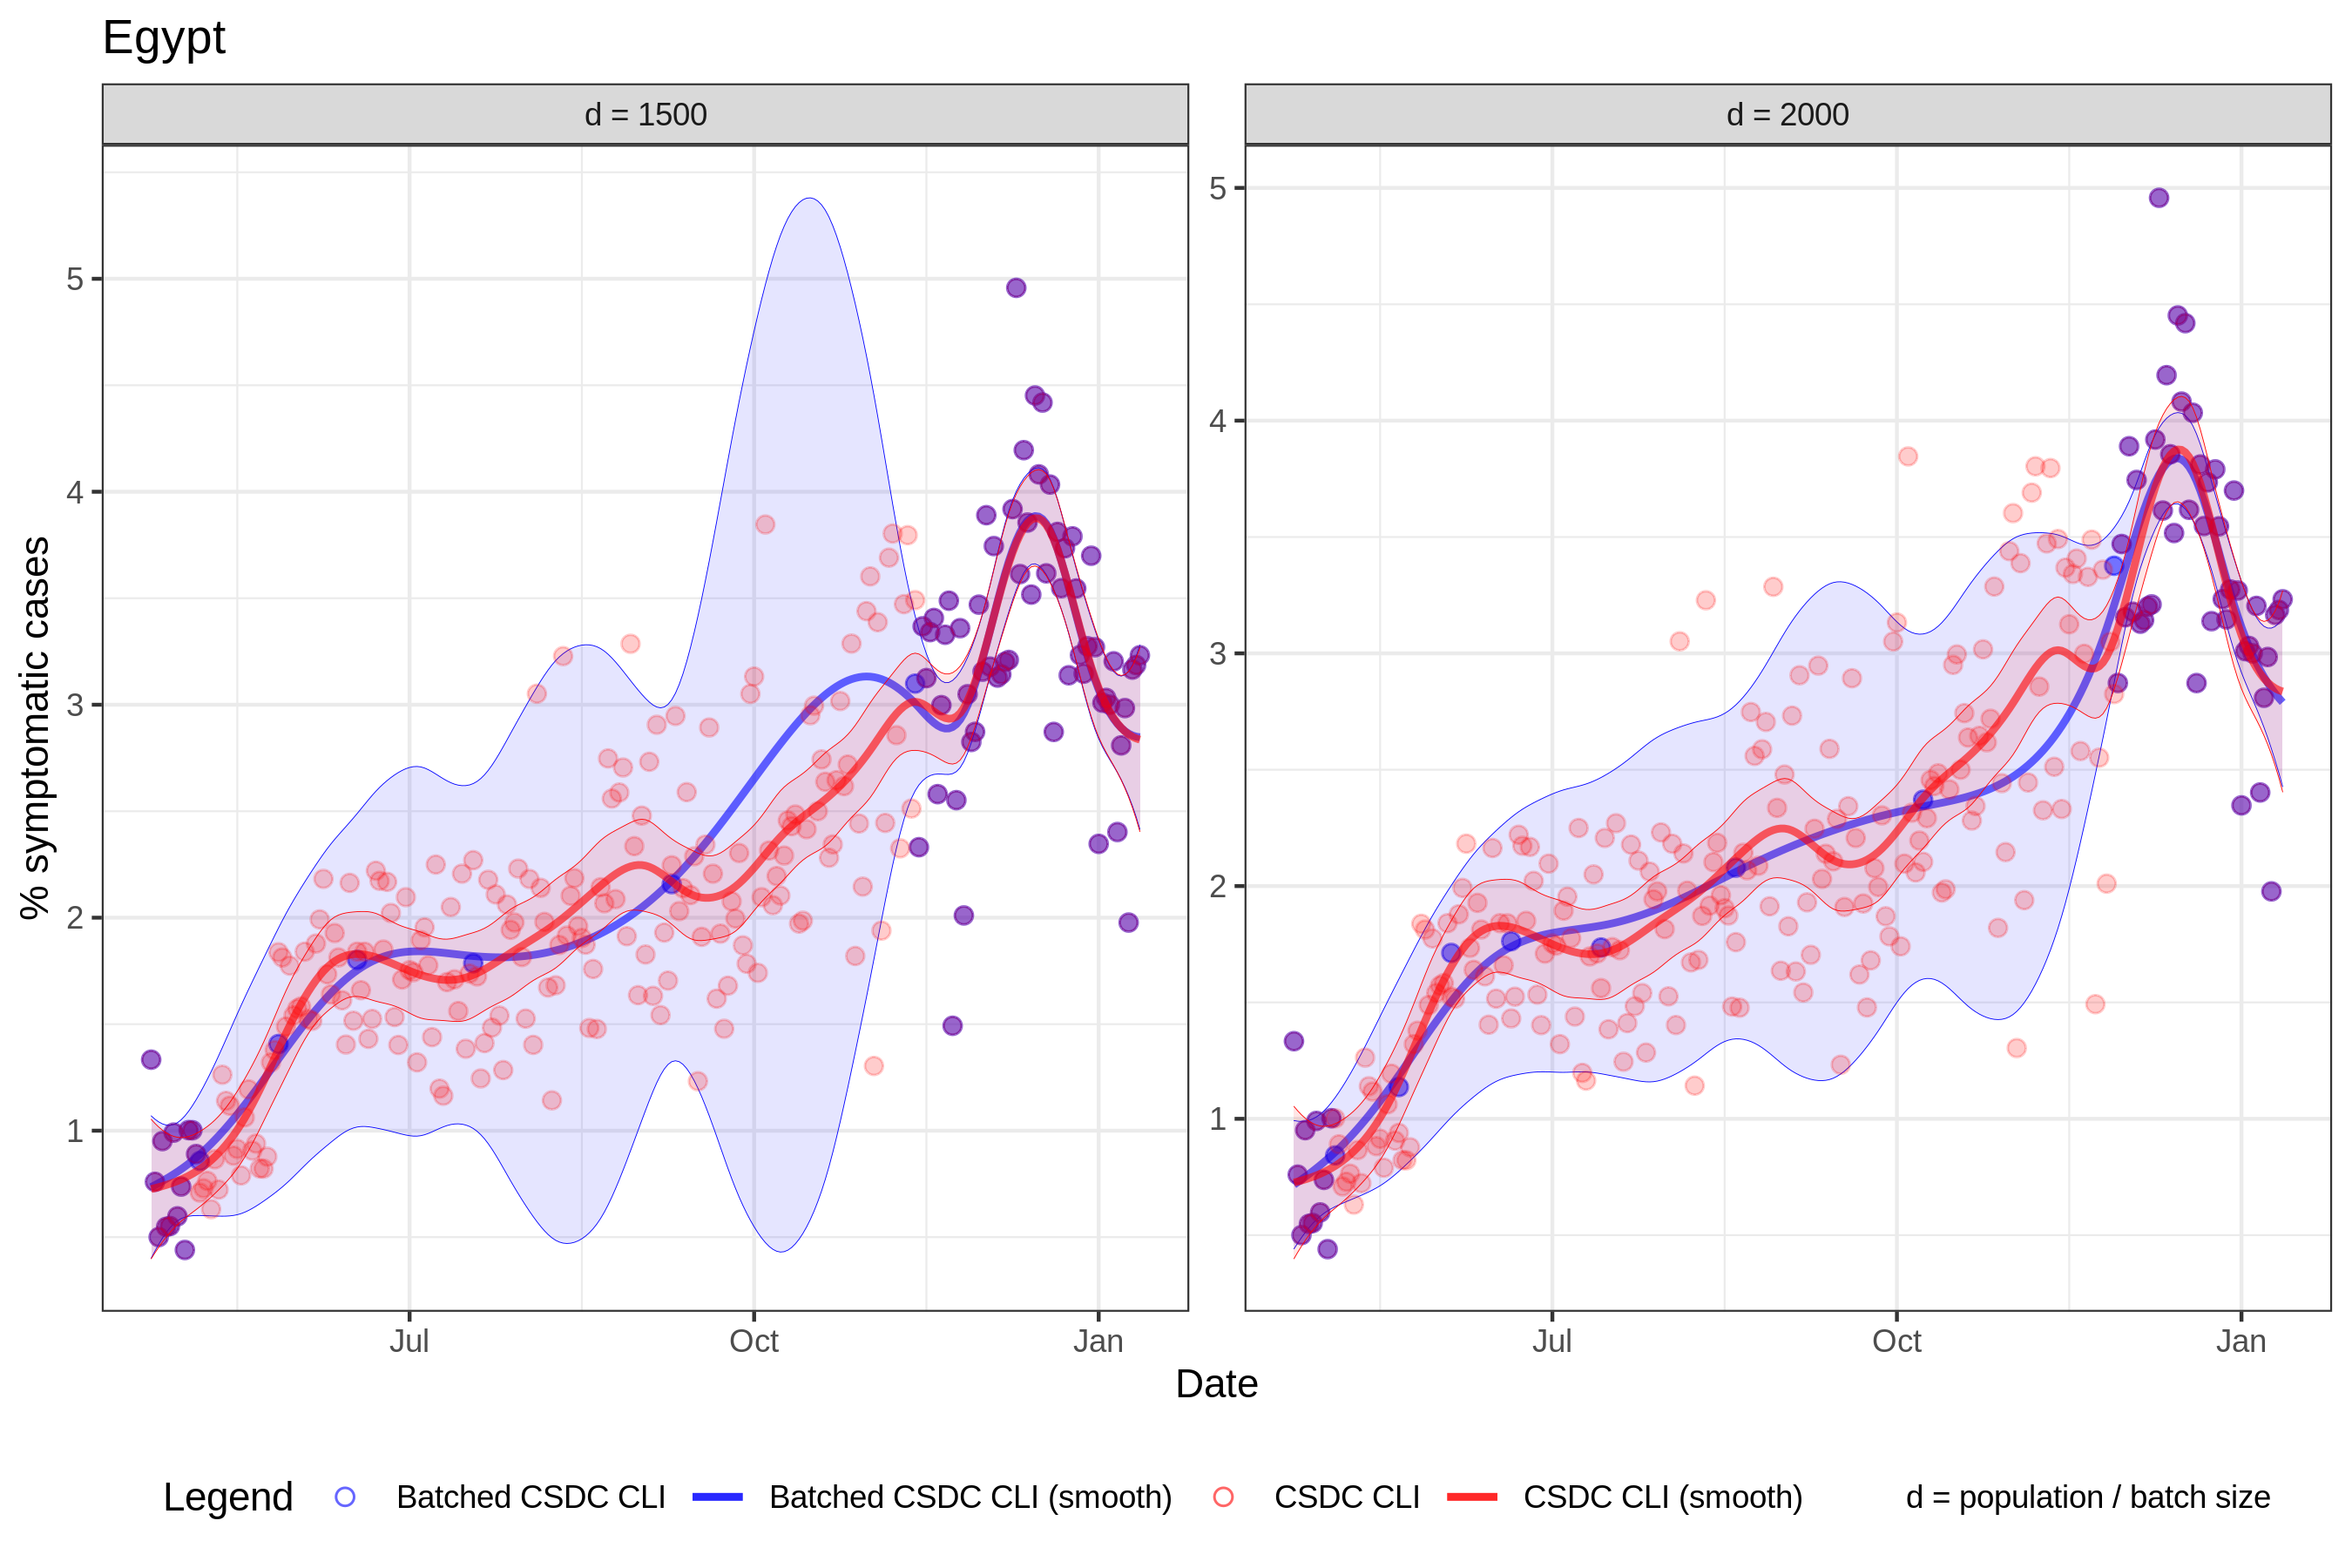 Egypt
d = 1500
d = 2000
% symptomatic cases
5
4
3
2
1
5
4
3
2
1
Jul
Oct
Jan
Jul
Oct
Jan
Date
Legend
Batched CSDC CLI
Batched CSDC CLI (smooth)
CSDC CLI
CSDC CLI (smooth)
d = population / batch size